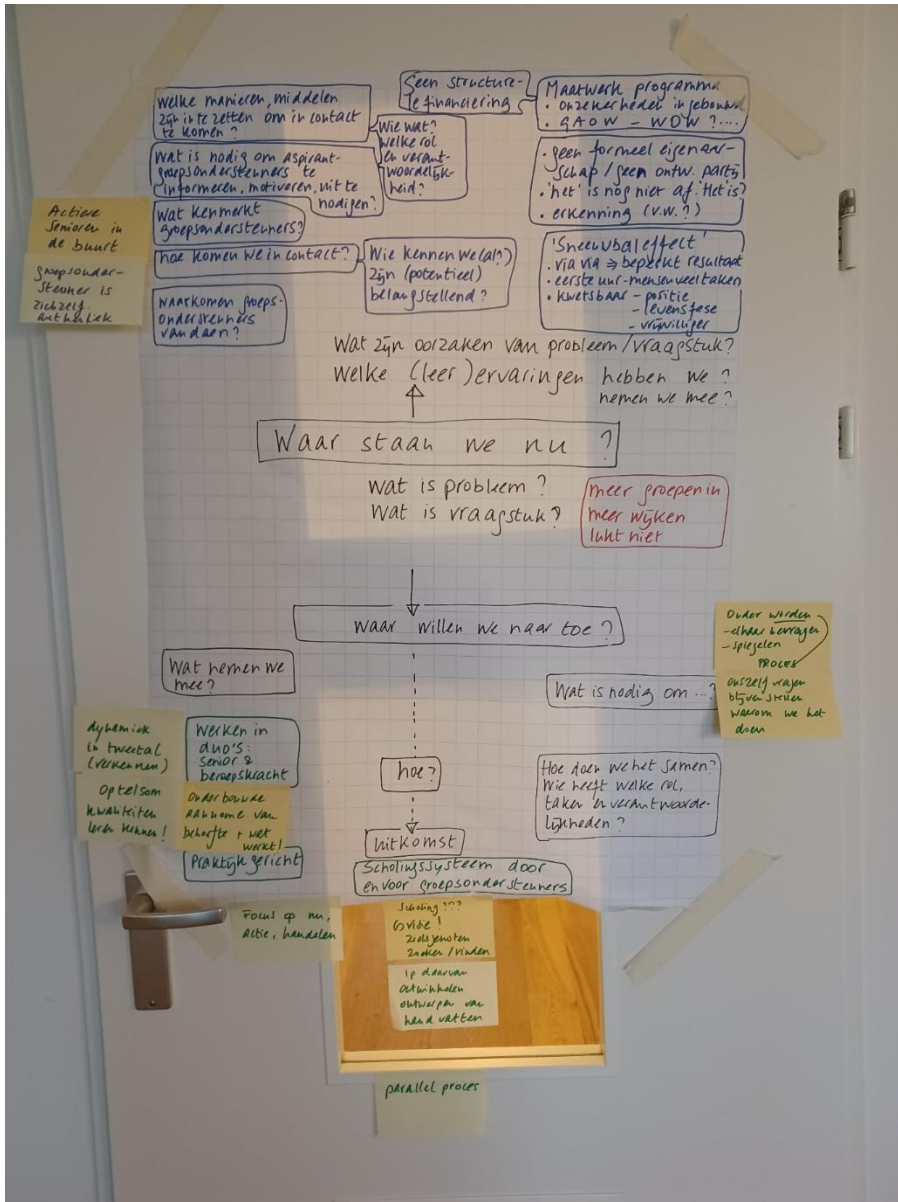 Welke manieren, middelen
zijn in te zetten om in contact
te komen?
Geen structure-
le financiering
Maatwerk programma
• onzekerheden ingebouwd
• GAOW - WOW?....
Wie wat?
welke rol
en verant-
woordelijk-
heid?
Wat is nodig om aspirant-
groepsondersteuners te
informeren, motiveren, uit te
nodigen?
• geen formeel eigenaar-
schap / geen ontw. partij
• 'het' is nog niet af. Het is?
• erkenning (v.w.?)
Actieve
senioren in
de buurt
groepsonder-
steuner is
zichzelf.
authentiek
Wat kenmerkt
groepsondersteuners?
hoe komen we in contact?
Wie kennen we (al?)
zijn (potentieel)
belangstellend?
'Sneeuwbaleffect'
• via via ⇒ beperkt resultaat
• eerste uur-mensen veel taken
• kwetsbaar - positie
- levensfase
- vrijwilliger
waar komen groeps-
ondersteuners
vandaen?
Wat zijn oorzaken van probleem/vraagstuk?
Welke (leer)ervaringen hebben we?
nemen we mee?
Waar staan we nu?
Wat is probleem?
Wat is vraagstuk?
meer groepen in
meer wijken
lukt niet
Waar willen we naar toe?
Wat nemen we
mee?
Wat is nodig om ...?
Ouder worden
- elkaar bevragen
- spiegelen
PROCES
onszelf vragen
blijven stellen
waarom we het
doen
dynamiek
in tweetal
(verkennen)
Werken in
duo's:
senior &
beroepskracht
optelsom
kwaliteiten
leren kennen!
Onderbouwde
aanname van
behoefte + wat
werkt!
Praktijk gericht
hoe?
Hoe doen we het samen?
Wie heeft welke rol,
taken en verantwoorde-
lijkheden?
uitkomst
Scholingssysteem door
en voor groepsondersteuners
Focus op nu,
actie, handelen
Scholing???
Covisie!
zielsgenoten
zoeken/vinden
ip daarvan
ontwikkelen
ontwerpen van
handvatten
parallel proces